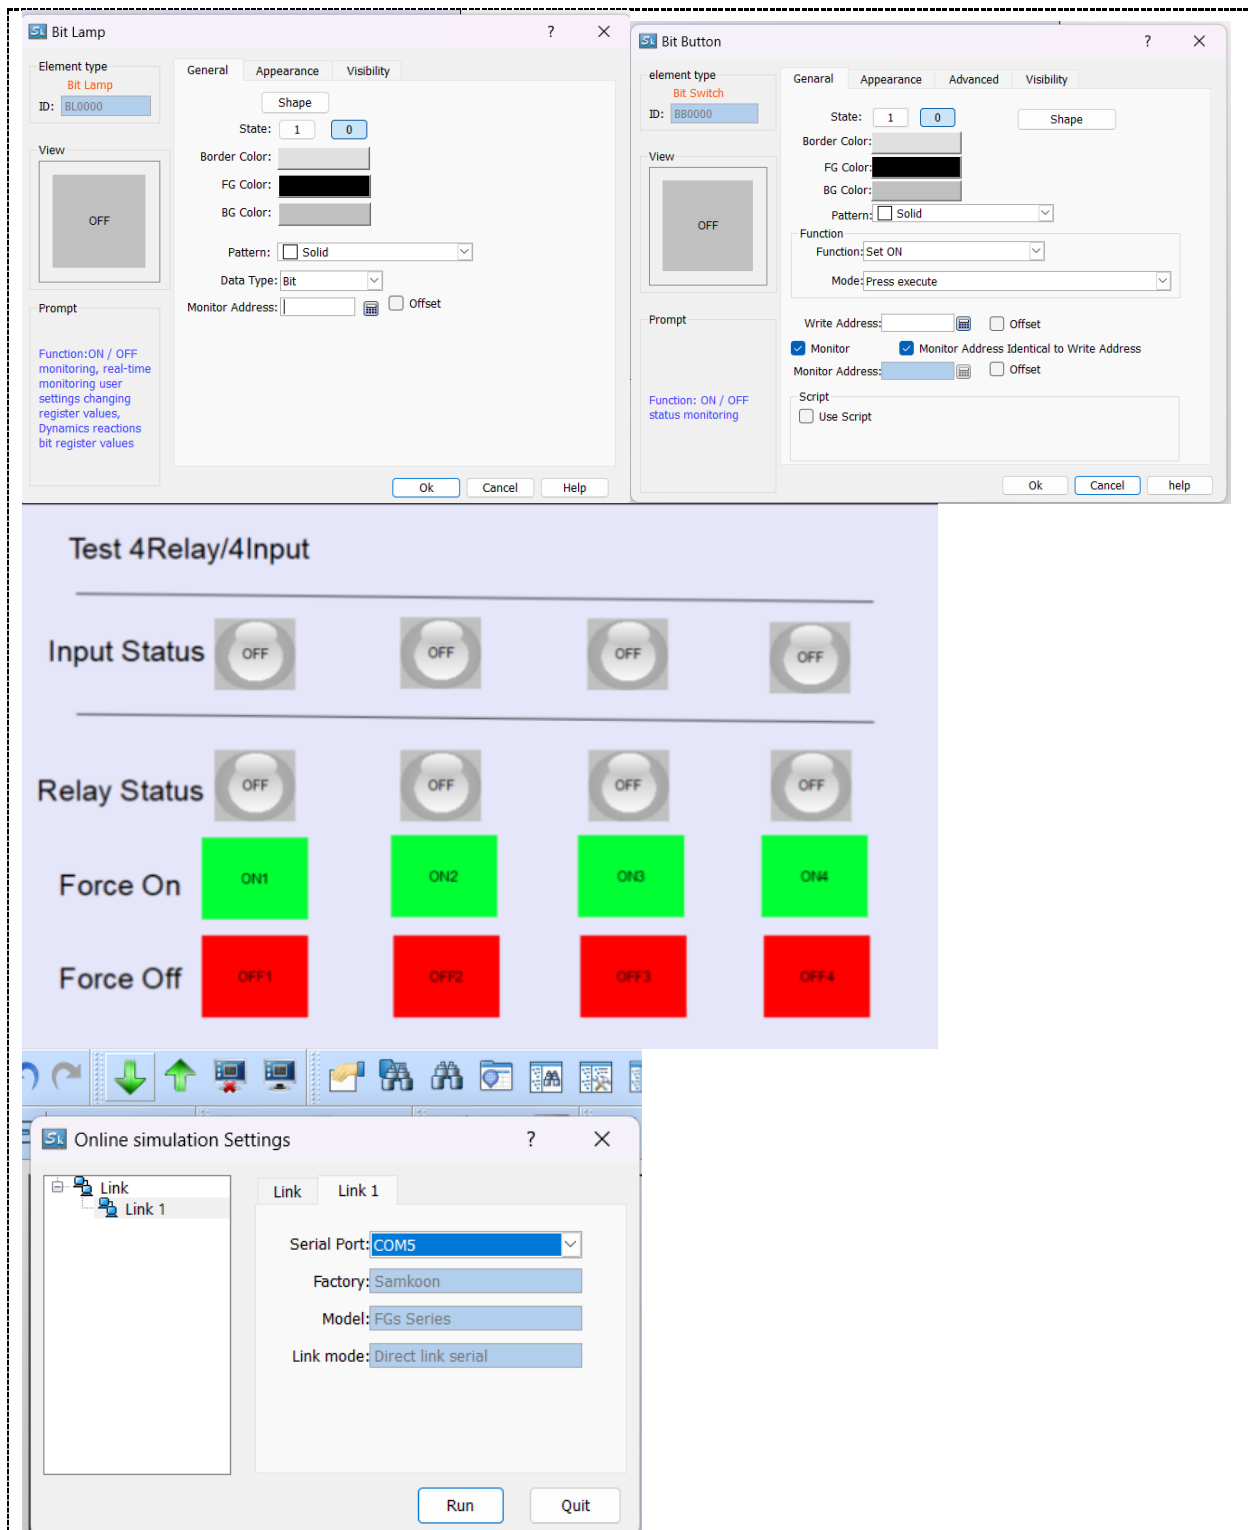 Bit Lamp
Element type
Bit Lamp
ID: BL0000
View
OFF
Prompt
Function:ON / OFF
monitoring, real-time
monitoring user
settings changing
register values,
Dynamics reactions
bit register values
General Appearance Visibility
Shape
State: 1 0
Border Color:
FG Color:
BG Color:
Pattern: Solid
Data Type: Bit
Monitor Address: Offset
Ok Cancel Help
Bit Button
element type
Bit Switch
ID: BB0000
View
OFF
Prompt
Function: ON / OFF
status monitoring
Genaral Appearance Advanced Visibility
State: 1 0 Shape
Border Color:
FG Color:
BG Color:
Pattern: Solid
Function
Function: Set ON
Mode: Press execute
Write Address: Offset
Monitor Monitor Address Identical to Write Address
Monitor Address: Offset
Script
Use Script
Ok Cancel help
Test 4Relay/4Input
Input Status OFF OFF OFF OFF
Relay Status OFF OFF OFF OFF
Force On ON1 ON2 ON3 ON4
Force Off OFF1 OFF2 OFF3 OFF4
Online simulation Settings
Link
Link 1
Link Link 1
Serial Port: COM5
Factory: Samkoon
Model: FGs Series
Link mode: Direct link serial
Run Quit